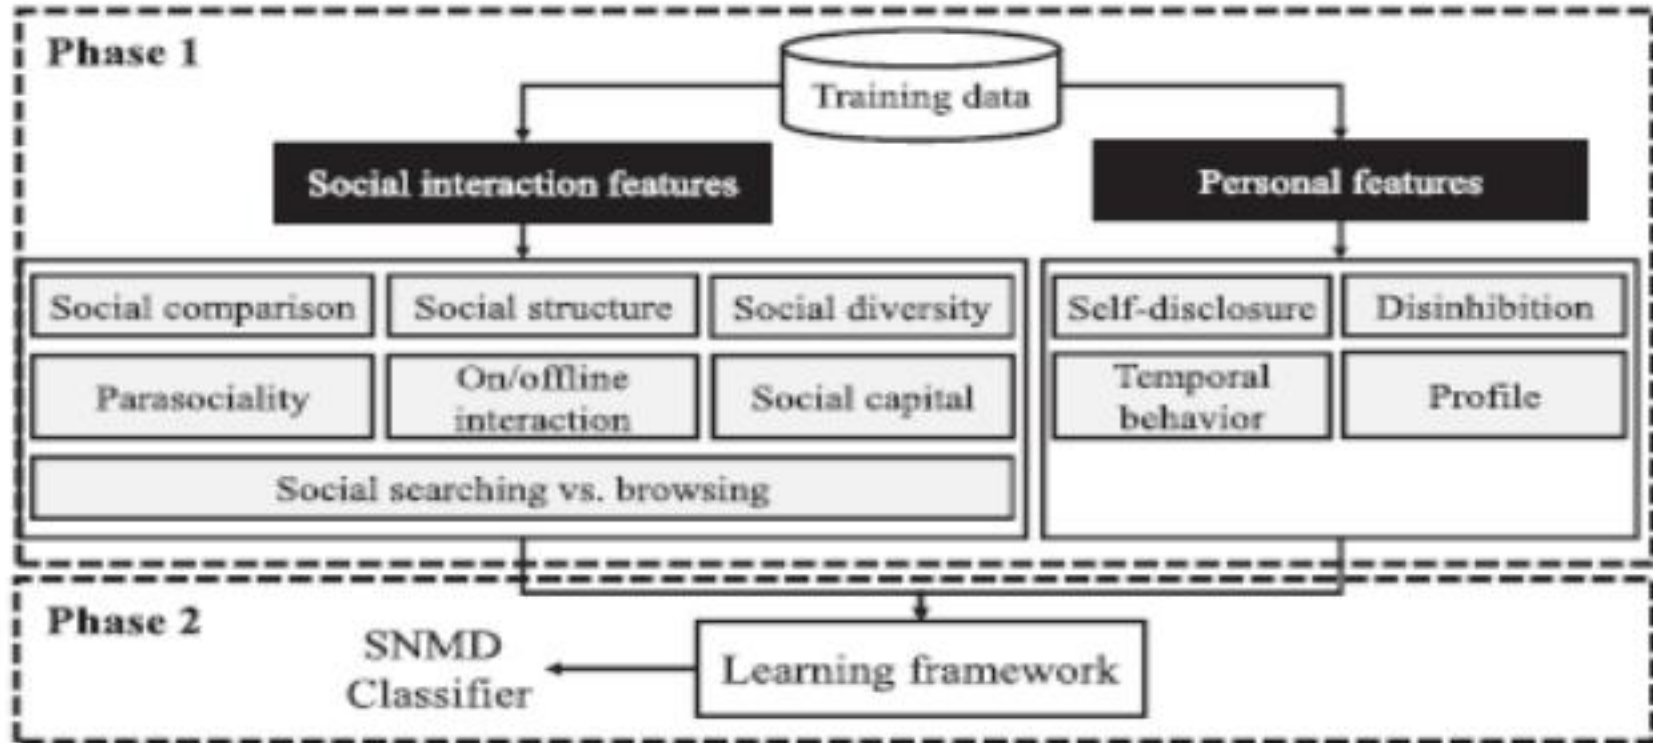 Phase 1
Training data
Social interaction features
Personal features
Social comparison
Social structure
Social diversity
Self-disclosure
Disinhibition
Parasociality
On/offline
interaction
Social capital
Temporal
behavior
Profile
Social searching vs. browsing
Phase 2
SNMD
Classifier
Learning framework